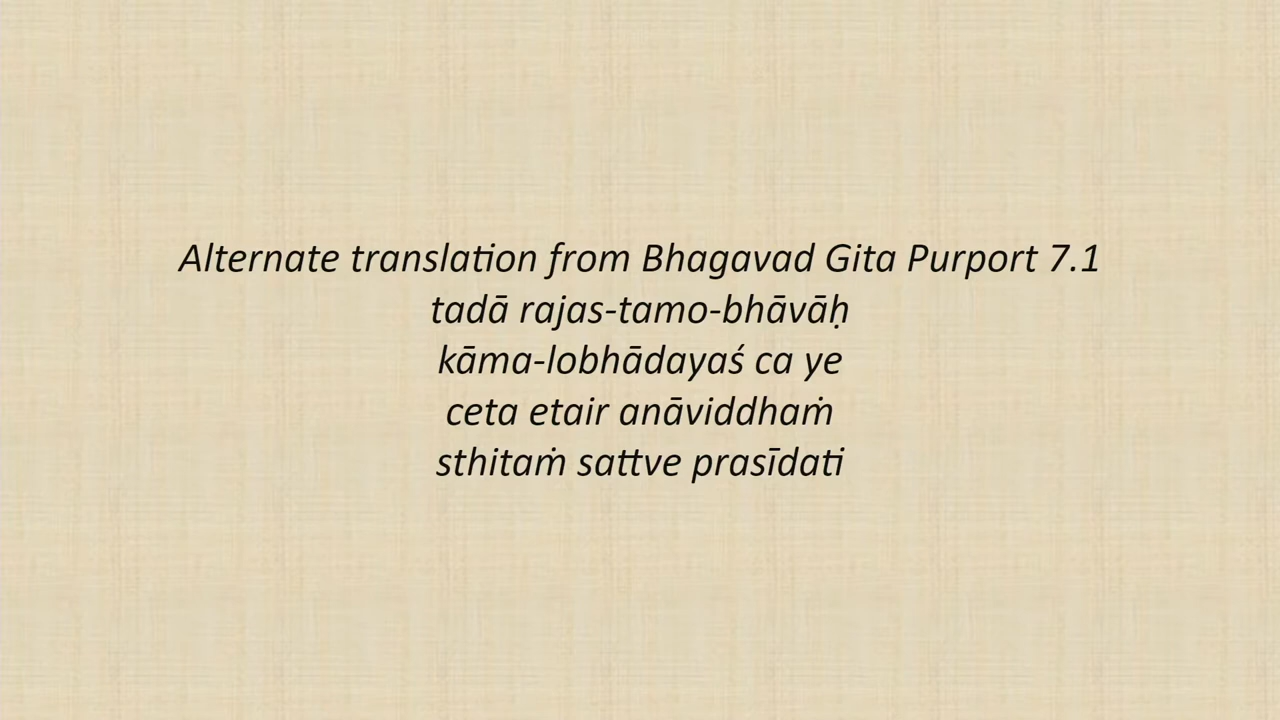 Alternate translation from Bhagavad Gita Purport 7.1
tadā rajas-tamo-bhāvāḥ
kāma-lobhādayaś ca ye
ceta etair anāviddhaṁ
sthitaṁ sattve prasīdati